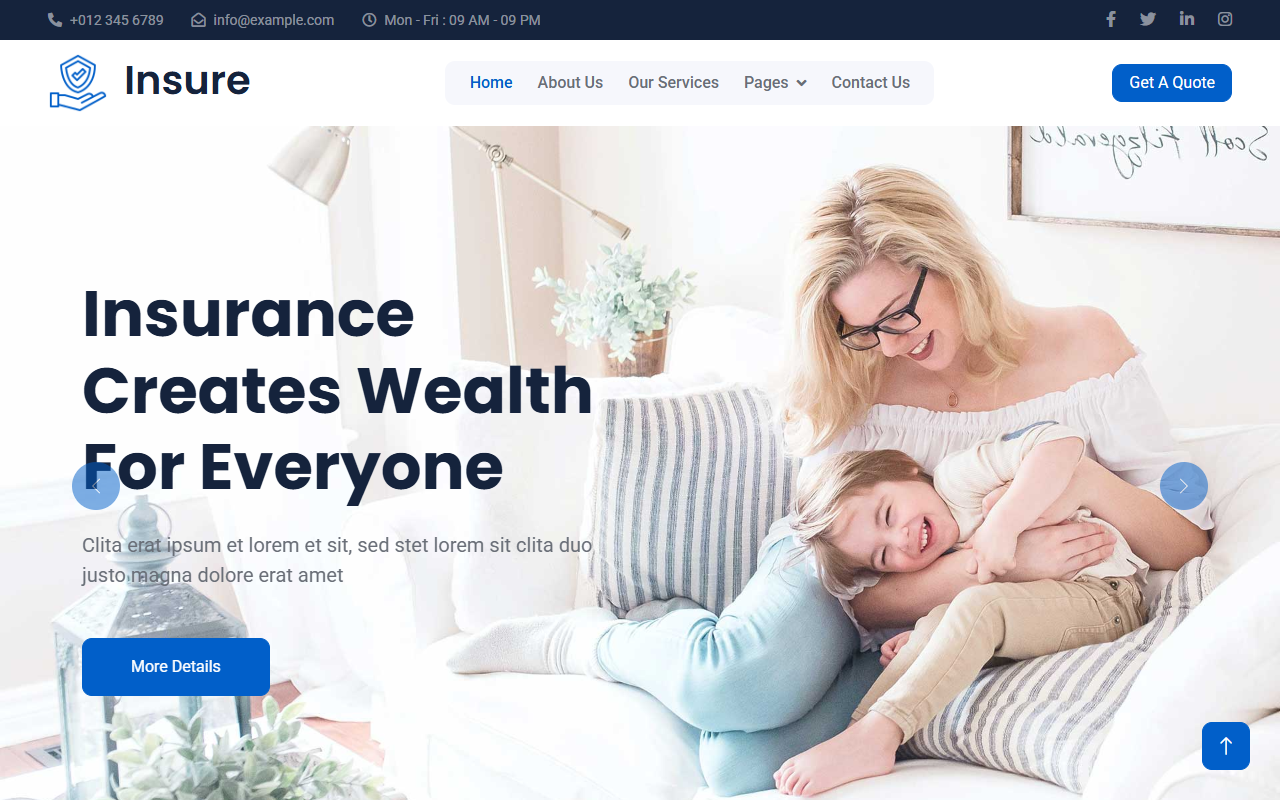 +012 345 6789
info@example.com
Mon - Fri : 09 AM - 09 PM
Insure
Home
About Us
Our Services
Pages
Contact Us
Get A Quote
Scott Fitzgerald
Insurance
Creates Wealth
For Everyone
Clita erat ipsum et lorem et sit, sed stet lorem sit clita duo
justo magna dolore erat amet
More Details